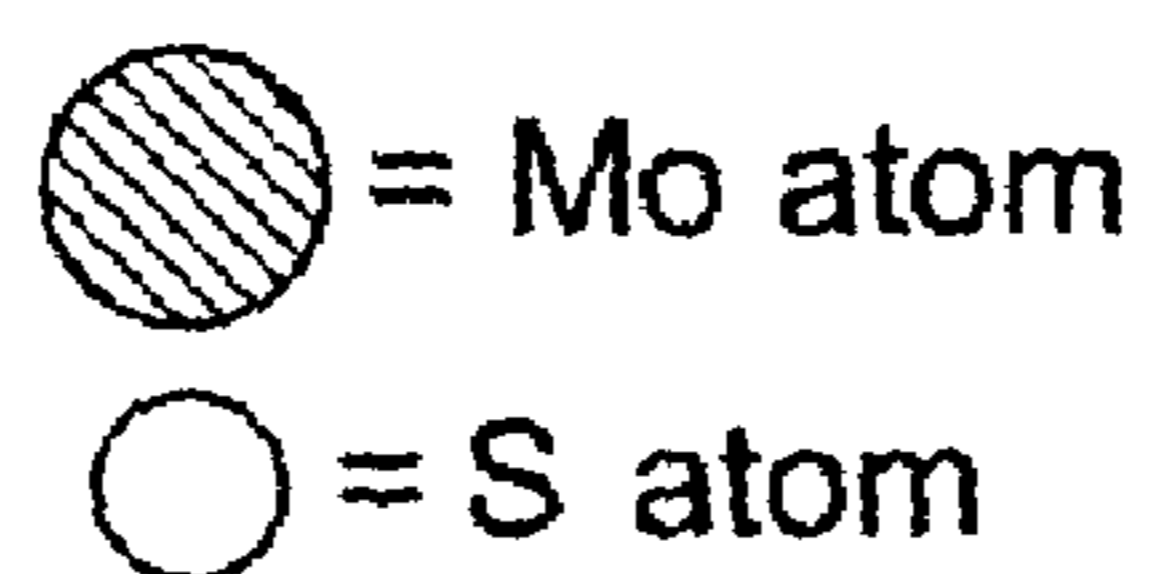 = Mo atom
= S atom